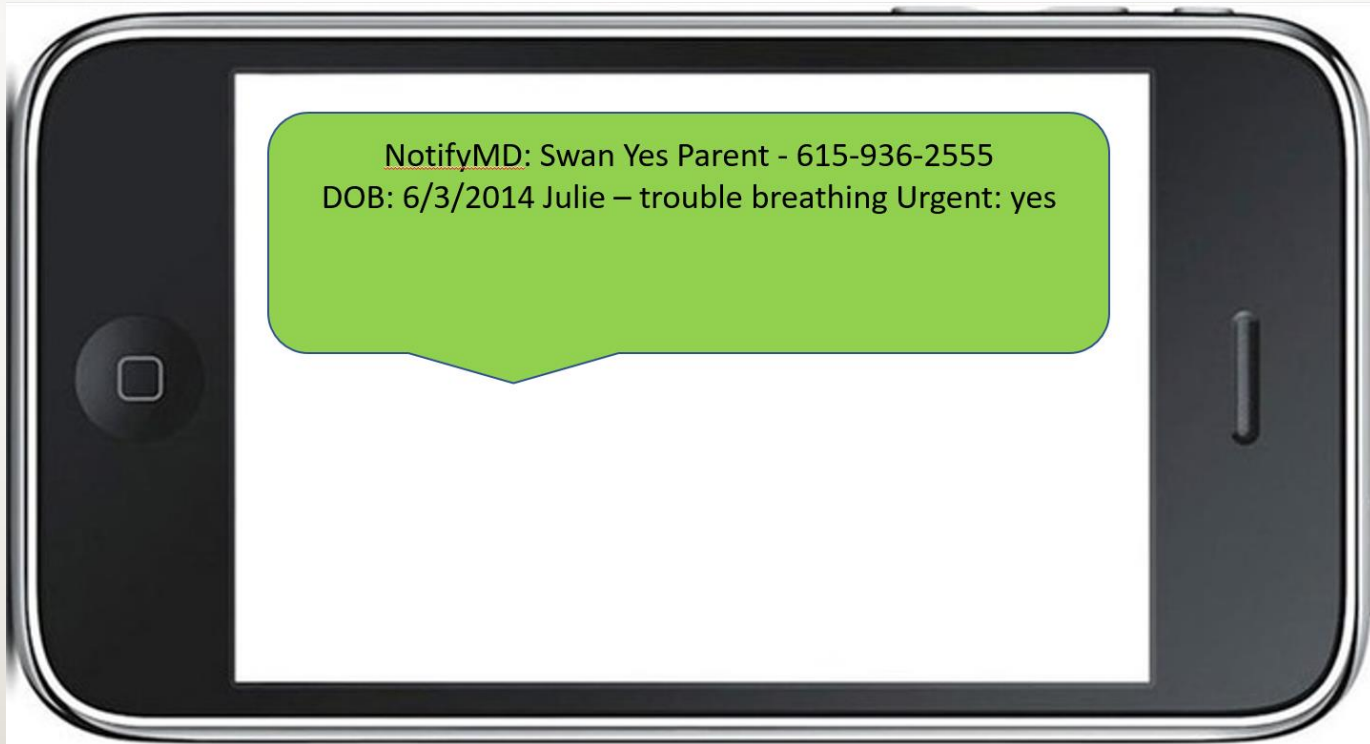 NotifyMD: Swan Yes Parent - 615-936-2555
DOB: 6/3/2014 Julie – trouble breathing Urgent: yes